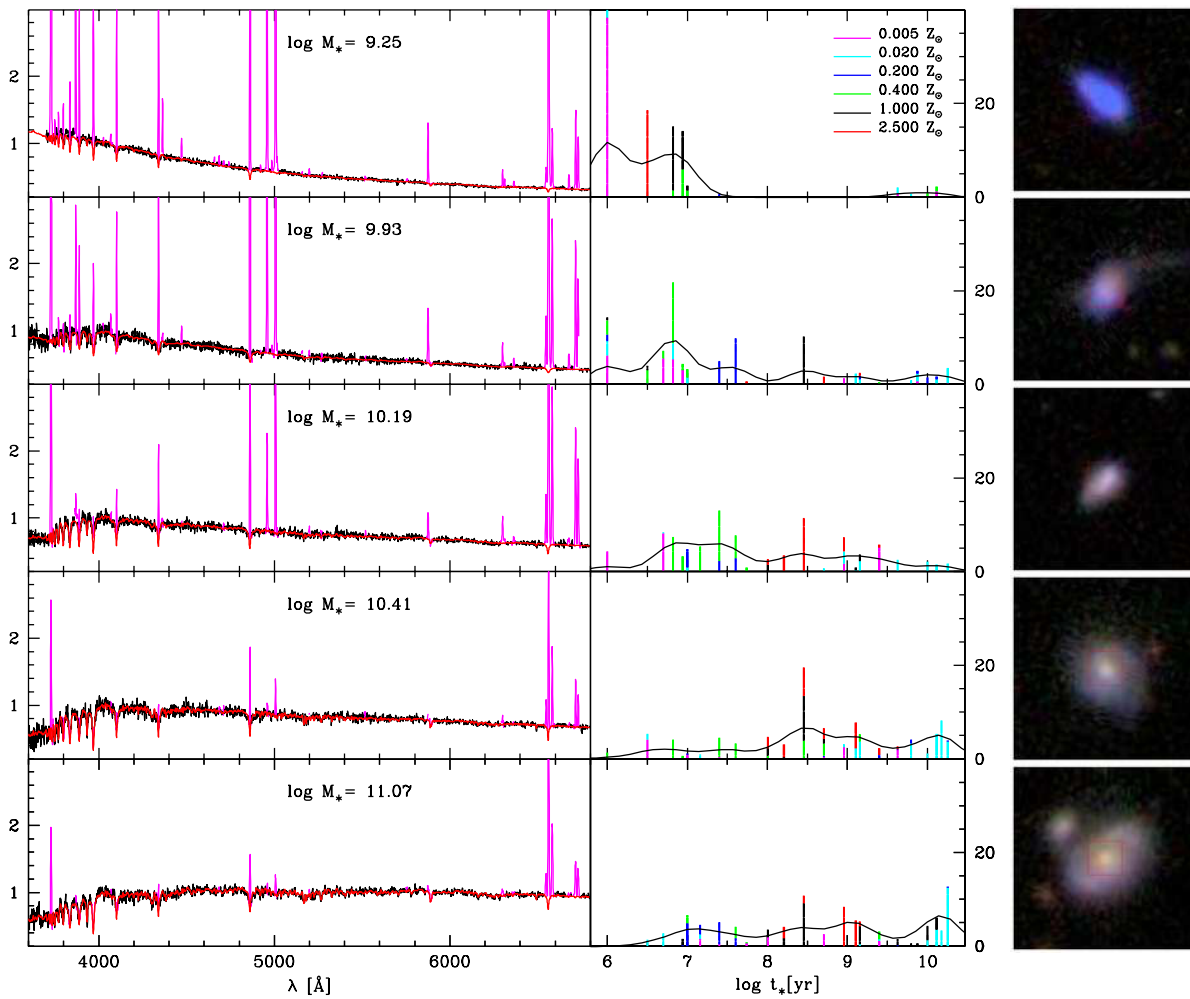 log M* = 9.25
0.005 Z⊙
0.020 Z⊙
0.200 Z⊙
0.400 Z⊙
1.000 Z⊙
2.500 Z⊙
2
1
20
0
log M* = 9.93
2
1
20
0
log M* = 10.19
2
1
20
0
log M* = 10.41
2
1
20
0
log M* = 11.07
2
1
20
0
4000 5000 6000
6 7 8 9 10
λ [Å]
log t*[yr]